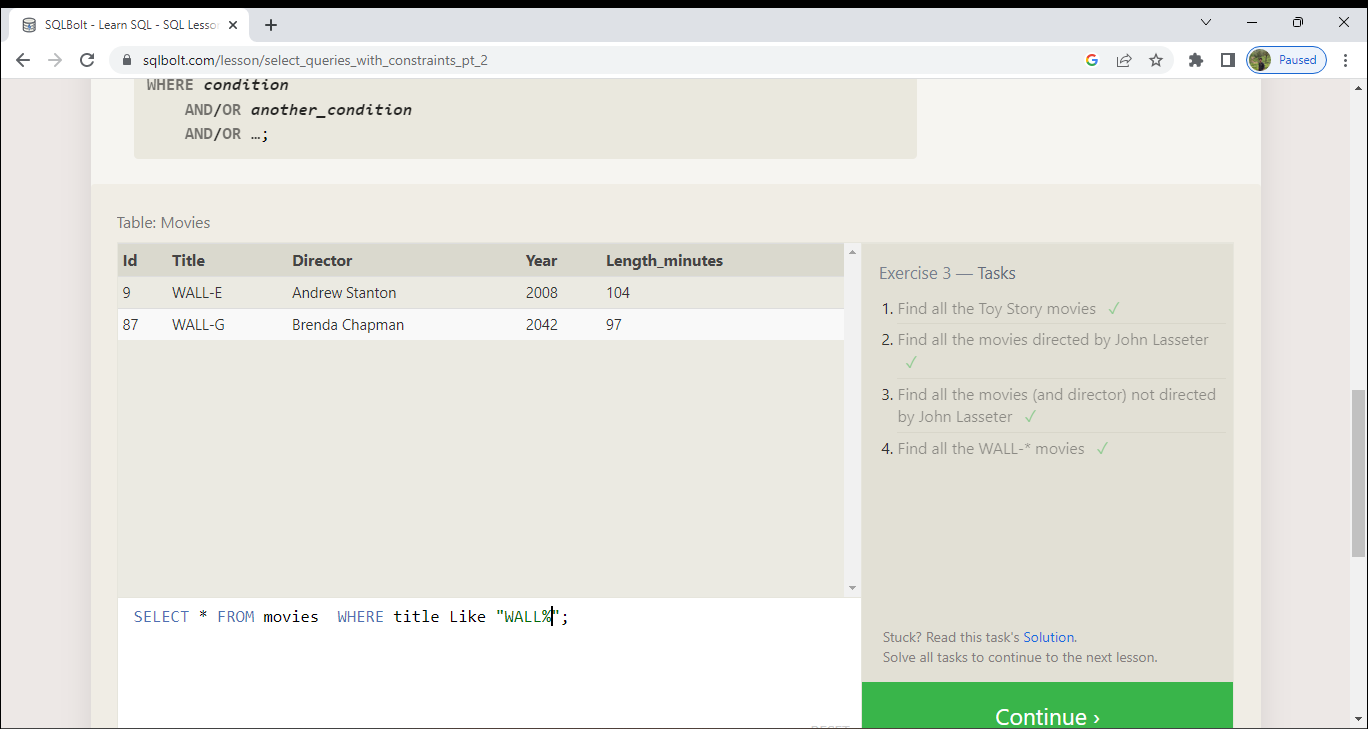 SQLBolt - Learn SQL - SQL Lesso
sqlbolt.com/lesson/select_queries_with_constraints_pt_2
Paused
WHERE condition
AND/OR another_condition
AND/OR …;
Table: Movies
Id Title Director Year Length_minutes
9 WALL-E Andrew Stanton 2008 104
87 WALL-G Brenda Chapman 2042 97
Exercise 3 — Tasks
1. Find all the Toy Story movies ✓
2. Find all the movies directed by John Lasseter
✓
3. Find all the movies (and director) not directed
by John Lasseter ✓
4. Find all the WALL-* movies ✓
SELECT * FROM movies  WHERE title Like "WALL%";
Stuck? Read this task's Solution.
Solve all tasks to continue to the next lesson.
Continue ›
RESET